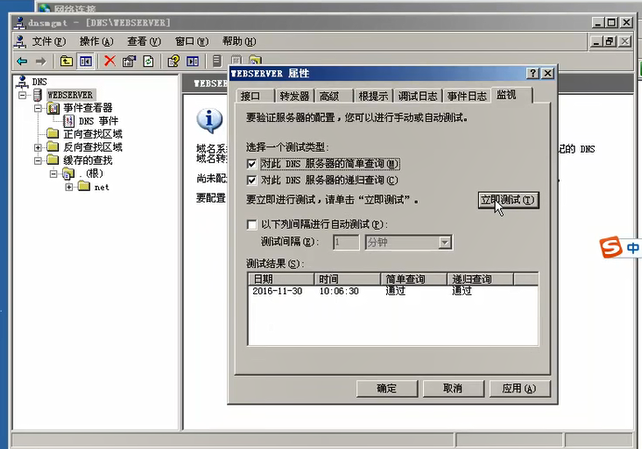 网络连接
dnsmgmt - [DNS\WEBSERVER]
文件(F) 操作(A) 查看(V) 窗口(W) 帮助(H)
DNS
WEBSERVER
事件查看器
DNS 事件
正向查找区域
反向查找区域
缓存的查找
.(根)
net
WEBSER
域名系
域名转
尚未配
要配置
的 DNS
WEBSERVER 属性
接口 转发器 高级 根提示 调试日志 事件日志 监视
要验证服务器的配置，您可以进行手动或自动测试。
选择一个测试类型:
对此 DNS 服务器的简单查询(M)
对此 DNS 服务器的递归查询(C)
要立即进行测试，请单击“立即测试”。
立即测试(T)
以下列间隔进行自动测试(P):
测试间隔(E): 1 分钟
测试结果(S):
日期 时间 简单查询 递归查询
2016-11-30 10:06:30 通过 通过
确定 取消 应用(A)
S 中